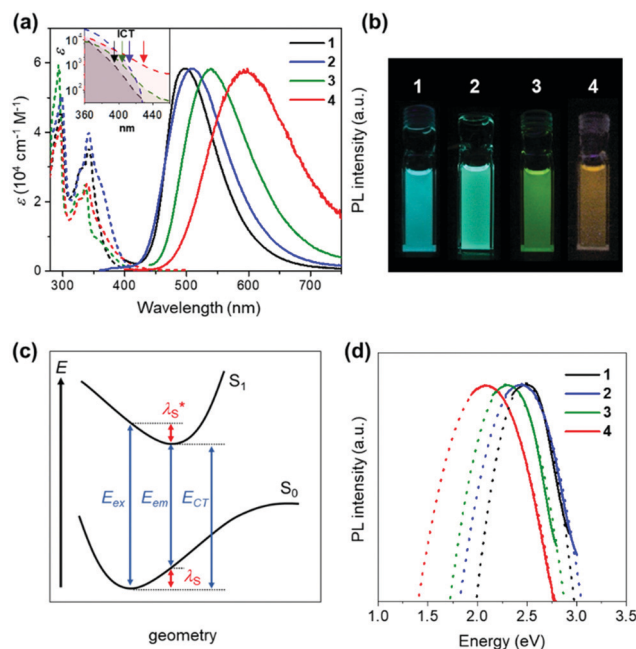 (a)
ICT
ε
10⁴
10³
10²
360
400
440
nm
1
2
3
4
ε (10⁴ cm⁻¹ M⁻¹)
6
4
2
0
300
400
500
600
700
Wavelength (nm)
PL intensity (a.u.)
(b)
1 2 3 4
(c)
E
S₁
λS*
Eex
Eem
ECT
S₀
λS
geometry
(d)
1
2
3
4
PL intensity (a.u.)
1.0 1.5 2.0 2.5 3.0 3.5
Energy (eV)